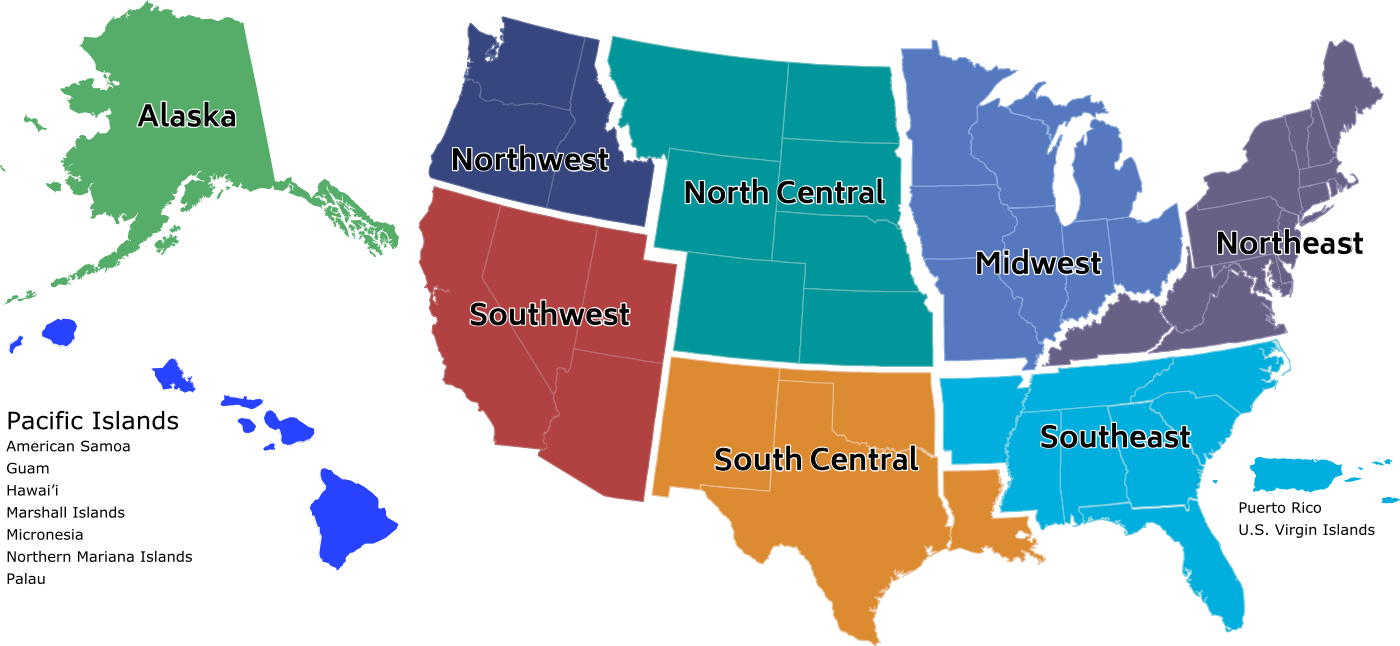 Alaska
Northwest
North Central
Midwest
Northeast
Southwest
South Central
Southeast
Pacific Islands
American Samoa
Guam
Hawai’i
Marshall Islands
Micronesia
Northern Mariana Islands
Palau
Puerto Rico
U.S. Virgin Islands